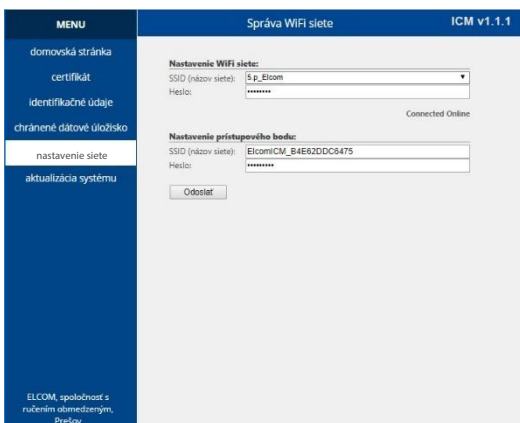 MENU
Správa WiFi siete
ICM v1.1.1
domovská stránka
certifikát
identifikačné údaje
chránené dátové úložisko
nastavenie siete
aktualizácia systému
Nastavenie WiFi siete:
SSID (názov siete): 5.p_Elcom
Heslo: ••••••••
Connected Online
Nastavenie prístupového bodu:
SSID (názov siete): ElcomICM_B4E62DDC6475
Heslo: •••••••••
Odoslať
ELCOM, spoločnosť s
ručením obmedzeným,
Prešov